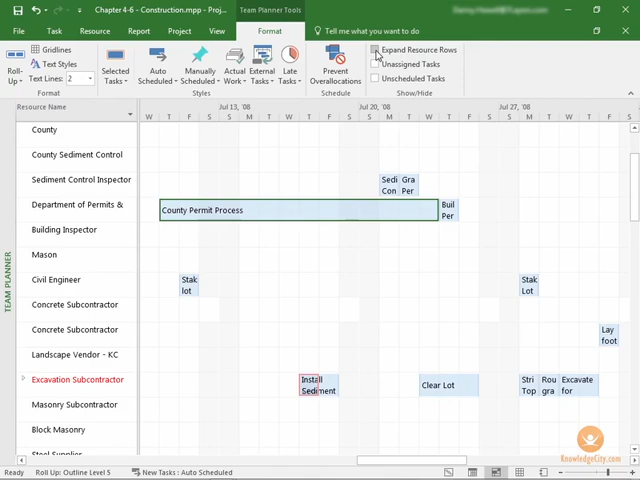 Chapter 4-6 - Construction.mpp - Proj...
Team Planner Tools
File
Task
Resource
Report
Project
View
Help
Format
Tell me what you want to do
Roll-Up
Gridlines
Text Styles
Text Lines: 2
Format
Selected Tasks
Auto Scheduled
Manually Scheduled
Actual Work
External Tasks
Late Tasks
Styles
Prevent Overallocations
Schedule
Expand Resource Rows
Unassigned Tasks
Unscheduled Tasks
Show/Hide
Resource Name
Jul 13, '08
Jul 20, '08
Jul 27, '08
W T F S S M T W T F S S M T W T F S S M T W T F S
TEAM PLANNER
County
County Sediment Control
Sediment Control Inspector
Sedi Con
Gra Per
Department of Permits &
County Permit Process
Buil Per
Building Inspector
Mason
Civil Engineer
Stak lot
Stak Lot
Concrete Subcontractor
Concrete Subcontractor
Lay foot
Landscape Vendor - KC
Excavation Subcontractor
Install Sediment
Clear Lot
Stri Top
Rou gra
Excavate for
Masonry Subcontractor
Block Masonry
Steel Supplies
KnowledgeCity.com
Ready
Roll Up: Outline Level 5
New Tasks : Auto Scheduled